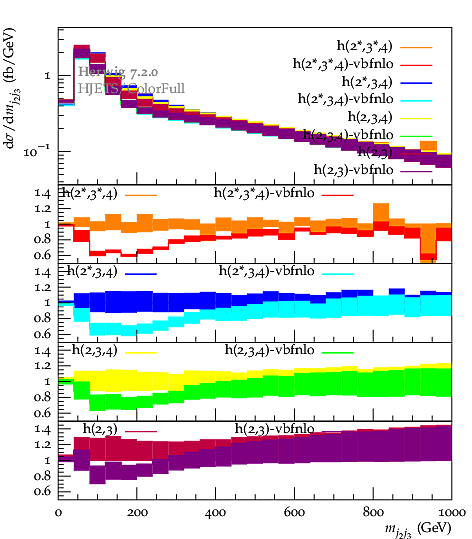 dσ/dm_{j2j3} (fb/GeV)
1
10⁻¹
Herwig 7.2.0
HJETS, ColorFull
h(2*,3*,4)
h(2*,3*,4)-vbfnlo
h(2*,3,4)
h(2*,3,4)-vbfnlo
h(2,3,4)
h(2,3,4)-vbfnlo
h(2,3)
h(2,3)-vbfnlo
h(2*,3*,4) h(2*,3*,4)-vbfnlo
1.4
1.2
1
0.8
0.6
h(2*,3,4) h(2*,3,4)-vbfnlo
1.4
1.2
1
0.8
0.6
h(2,3,4) h(2,3,4)-vbfnlo
1.4
1.2
1
0.8
0.6
h(2,3) h(2,3)-vbfnlo
1.4
1.2
1
0.8
0.6
0 200 400 600 800 1000
m_{j2j3} (GeV)